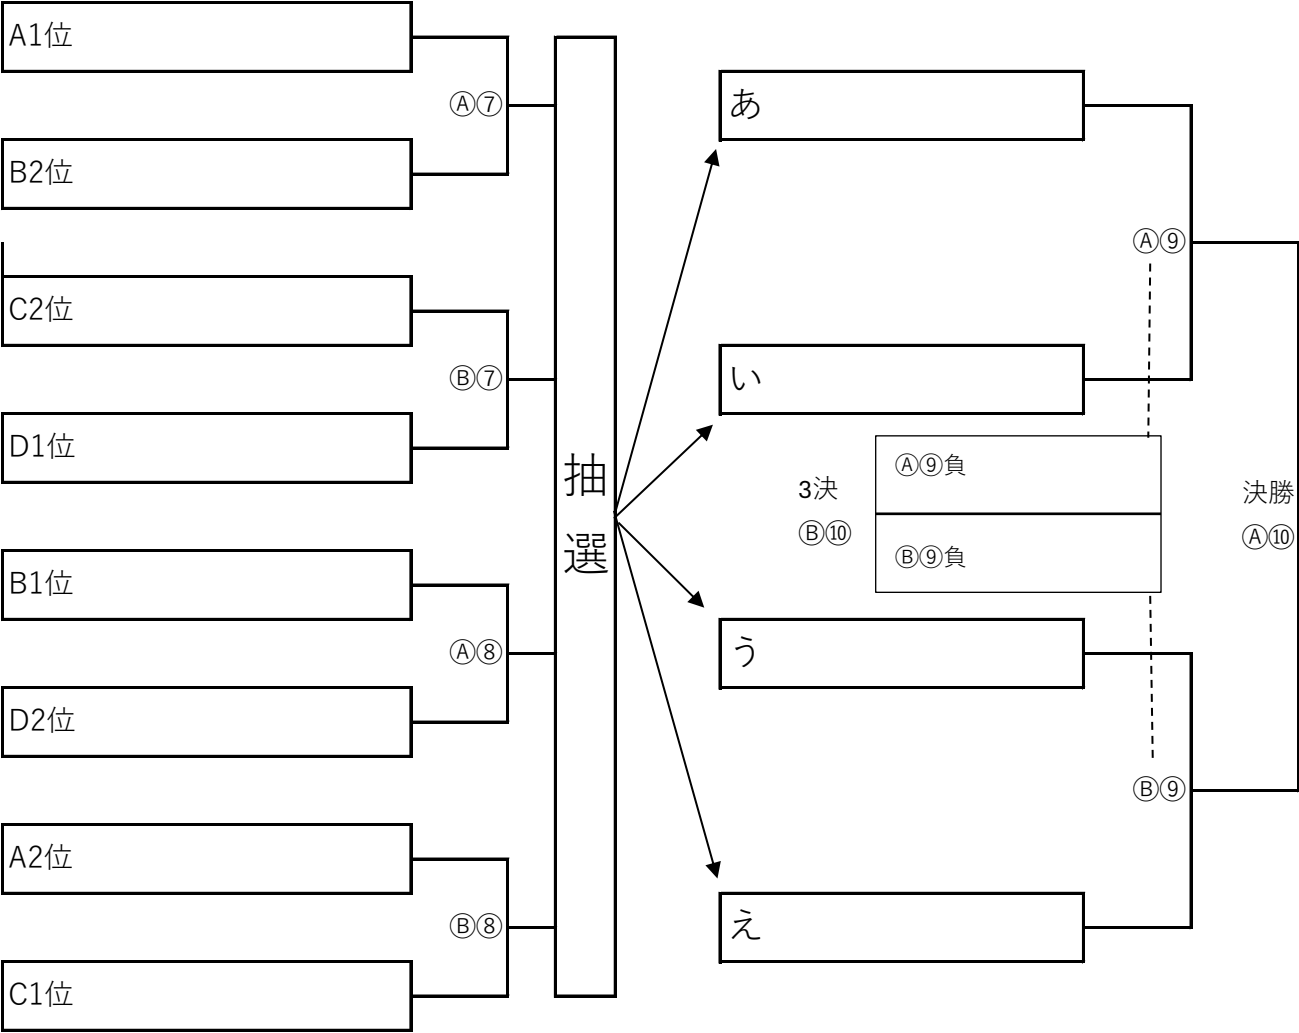 A1位
Ⓐ⑦
B2位
C2位
Ⓑ⑦
D1位
B1位
Ⓐ⑧
D2位
A2位
Ⓑ⑧
C1位
抽
選
あ
Ⓐ⑨
い
3決
Ⓑ⑩
Ⓐ⑨負
Ⓑ⑨負
決勝
Ⓐ⑩
う
Ⓑ⑨
え